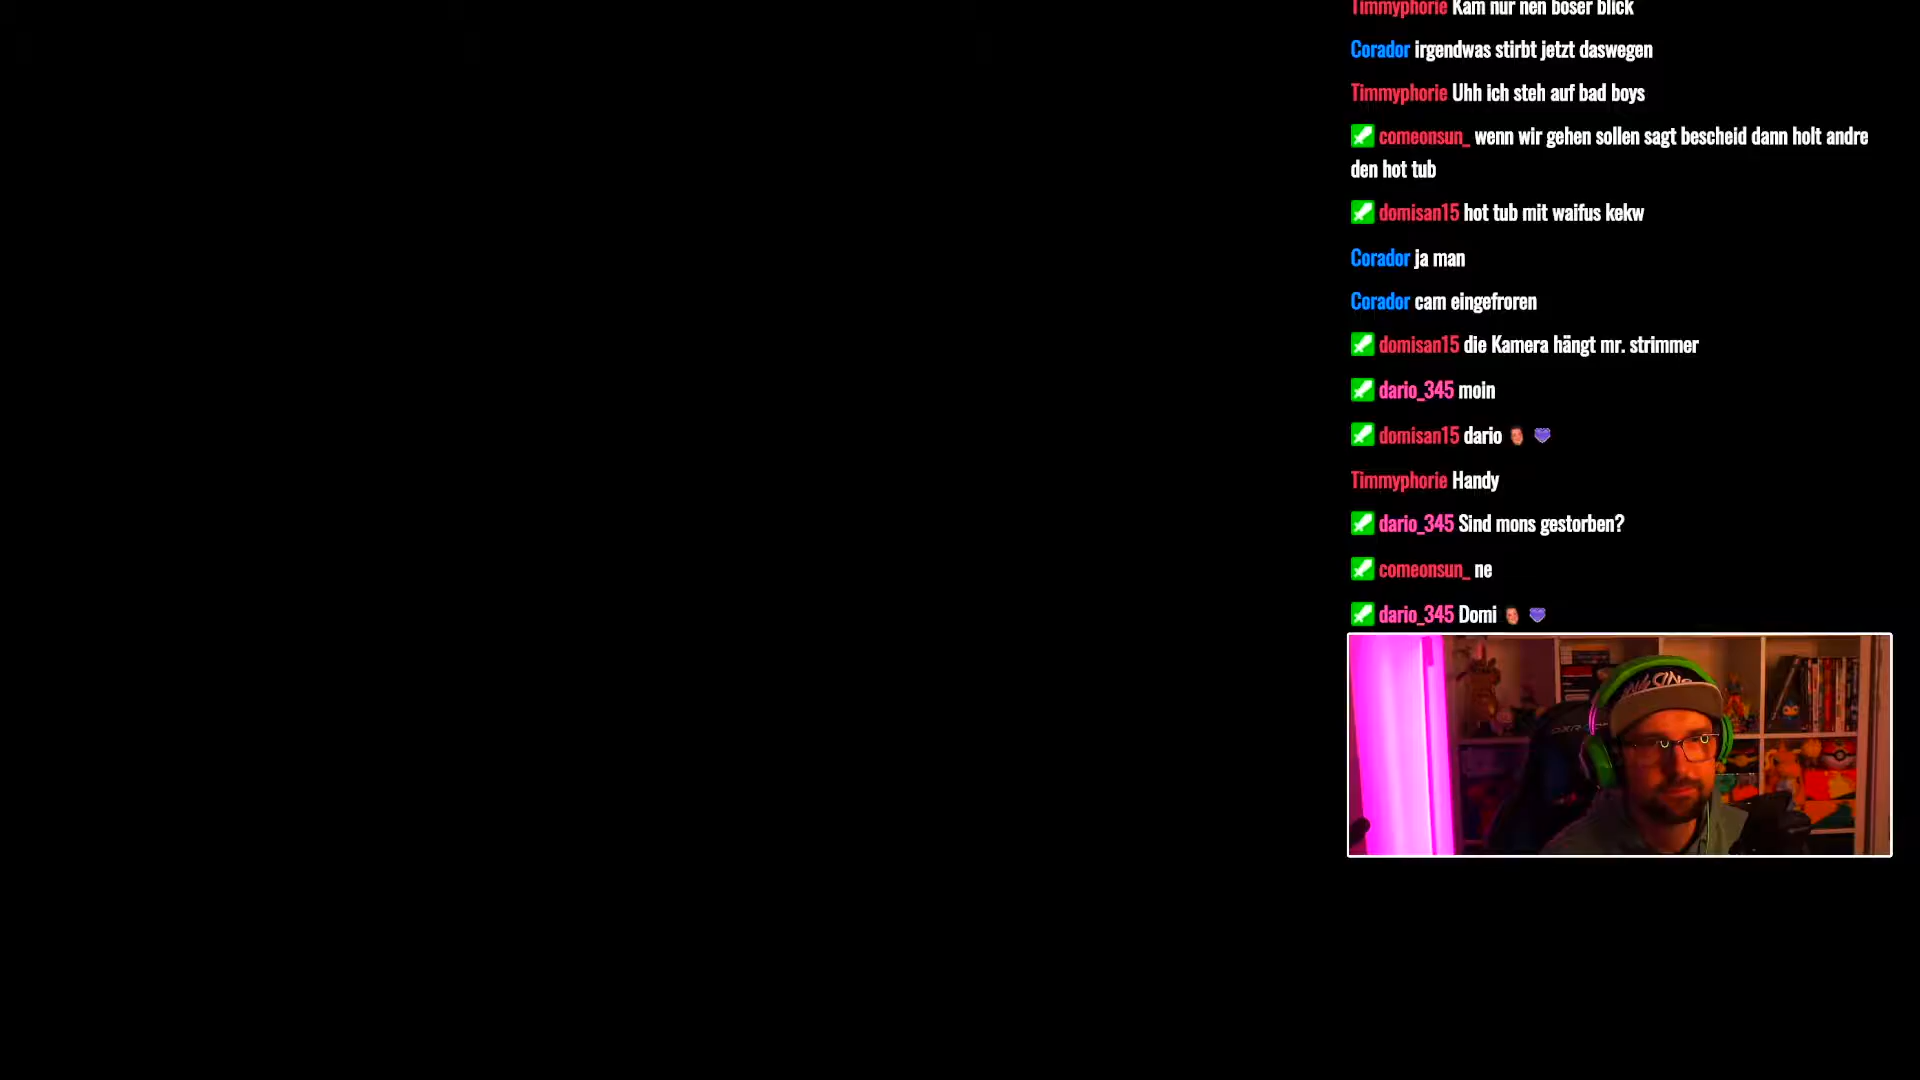 Timmyphorie Kam nur nen böser blick
Corador irgendwas stirbt jetzt daswegen
Timmyphorie Uhh ich steh auf bad boys
comeonsun_ wenn wir gehen sollen sagt bescheid dann holt andre
den hot tub
domisan15 hot tub mit waifus kekw
Corador ja man
Corador cam eingefroren
domisan15 die Kamera hängt mr. strimmer
dario_345 moin
domisan15 dario
Timmyphorie Handy
dario_345 Sind mons gestorben?
comeonsun_ ne
dario_345 Domi